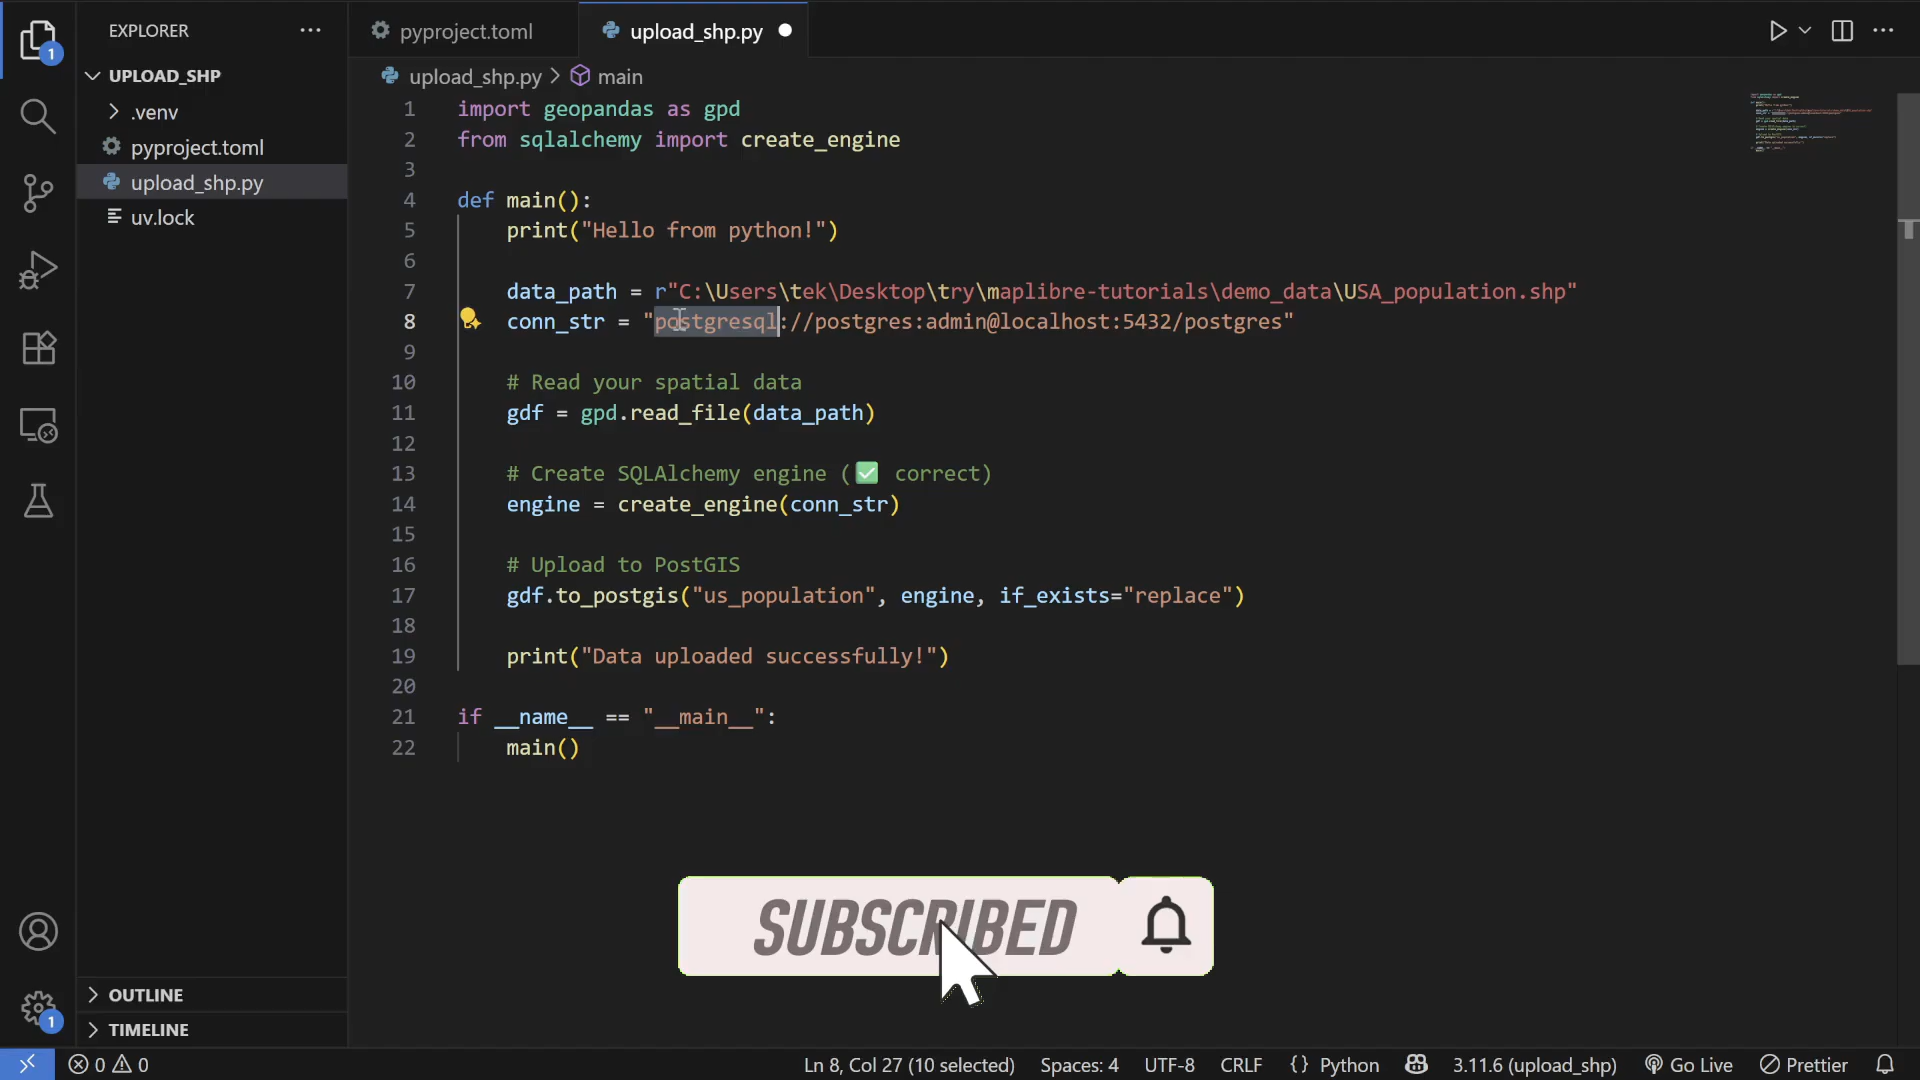 EXPLORER
1
UPLOAD_SHP
.venv
pyproject.toml
upload_shp.py
uv.lock
OUTLINE
TIMELINE
1
pyproject.toml
upload_shp.py
upload_shp.py > main
1 import geopandas as gpd
2 from sqlalchemy import create_engine
3
4 def main():
5 print("Hello from python!")
6
7 data_path = r"C:\Users\tek\Desktop\try\maplibre-tutorials\demo_data\USA_population.shp"
8 conn_str = "postgresql://postgres:admin@localhost:5432/postgres"
9
10 # Read your spatial data
11 gdf = gpd.read_file(data_path)
12
13 # Create SQLAlchemy engine (✅ correct)
14 engine = create_engine(conn_str)
15
16 # Upload to PostGIS
17 gdf.to_postgis("us_population", engine, if_exists="replace")
18
19 print("Data uploaded successfully!")
20
21 if __name__ == "__main__":
22 main()
SUBSCRIBED
0 0
Ln 8, Col 27 (10 selected) Spaces: 4 UTF-8 CRLF {} Python 3.11.6 (upload_shp) Go Live Prettier